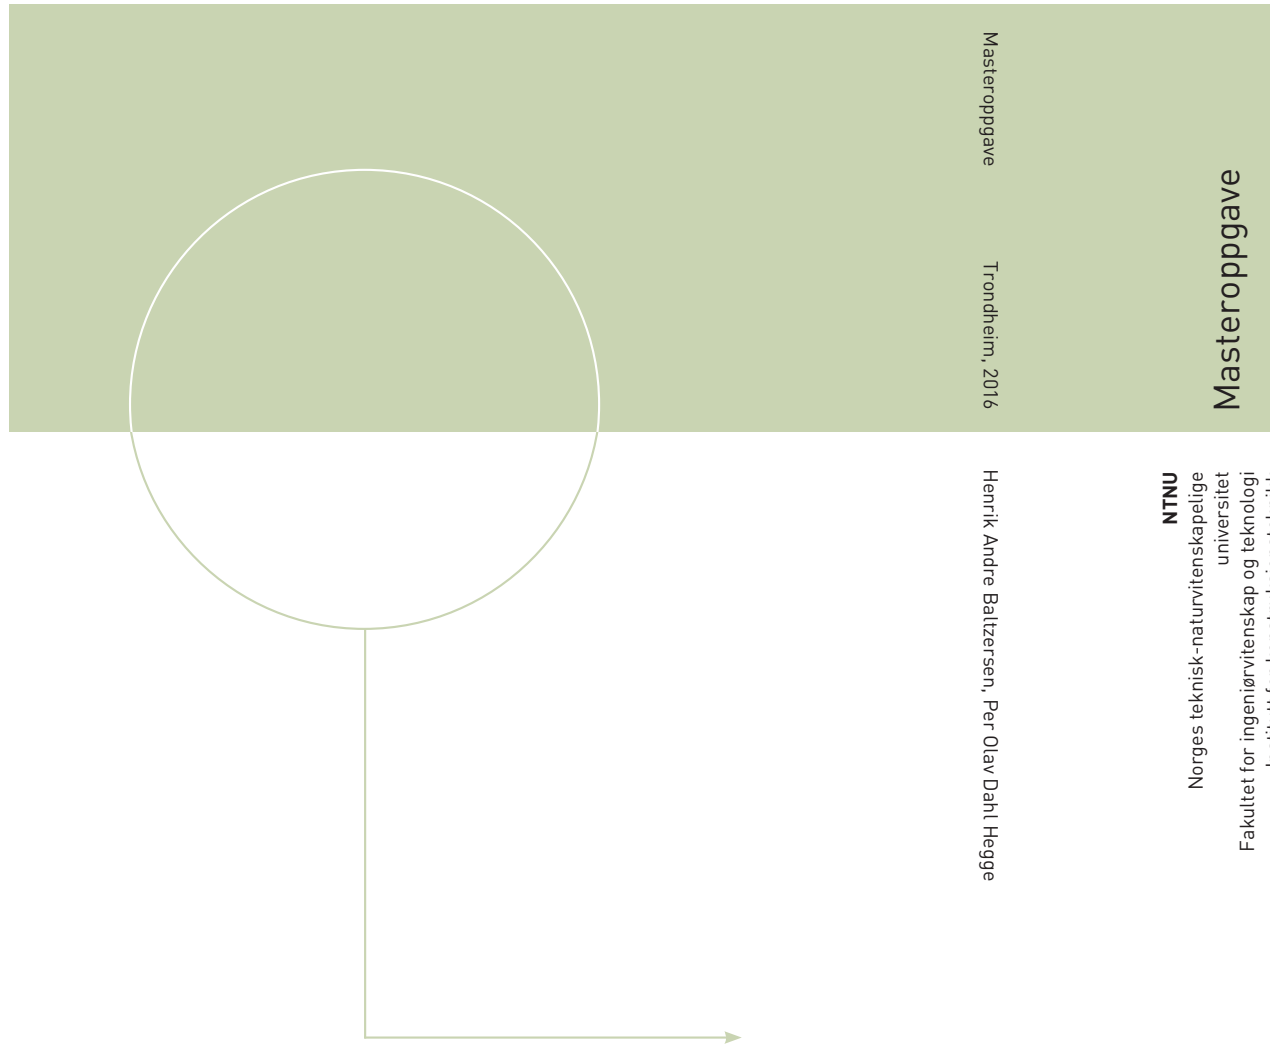 Masteroppgave
Trondheim, 2016
Henrik Andre Baltzersen, Per Olav Dahl Hegge
Masteroppgave
NTNU
Norges teknisk-naturvitenskapelige
universitet
Fakultet for ingeniørvitenskap og teknologi